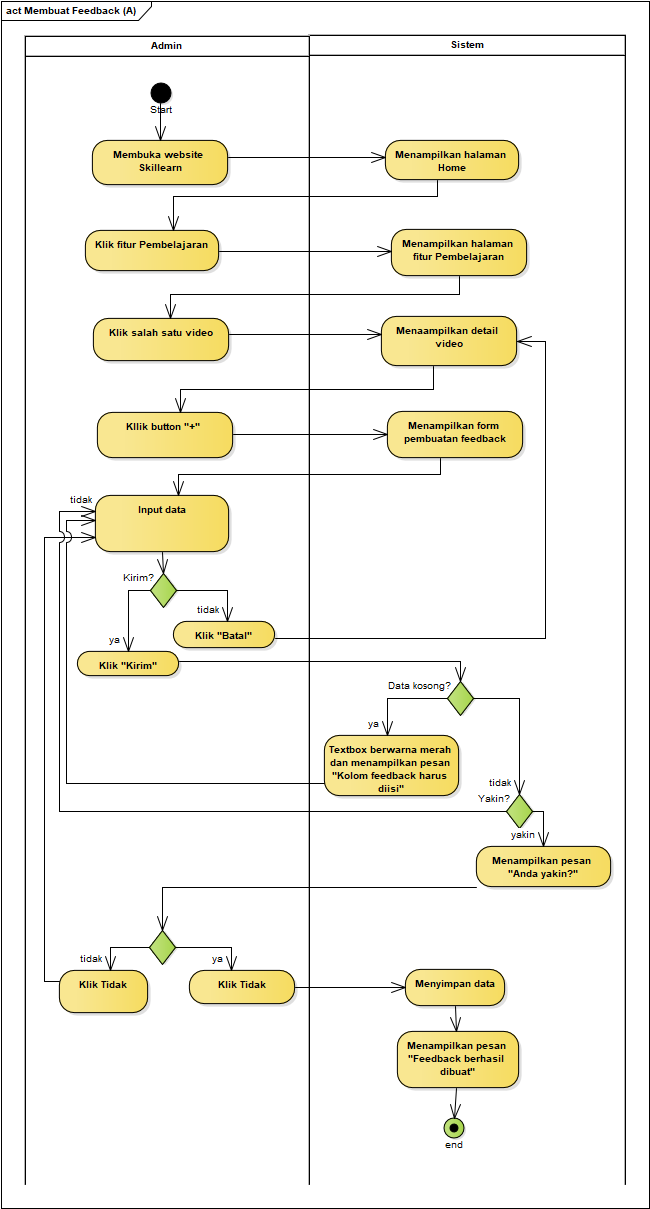 act Membuat Feedback (A)
Admin
Sistem
Start
Membuka website
Skillearn
Menampilkan halaman
Home
Klik fitur Pembelajaran
Menampilkan halaman
fitur Pembelajaran
Klik salah satu video
Menaampilkan detail
video
Kllik button "+"
Menampilkan form
pembuatan feedback
tidak
Input data
Kirim?
tidak
Klik "Batal"
ya
Klik "Kirim"
Data kosong?
ya
Textbox berwarna merah
dan menampilkan pesan
"Kolom feedback harus
diisi"
tidak
Yakin?
yakin
Menampilkan pesan
"Anda yakin?"
tidak
ya
Klik Tidak
Klik Tidak
Menyimpan data
Menampilkan pesan
"Feedback berhasil
dibuat"
end